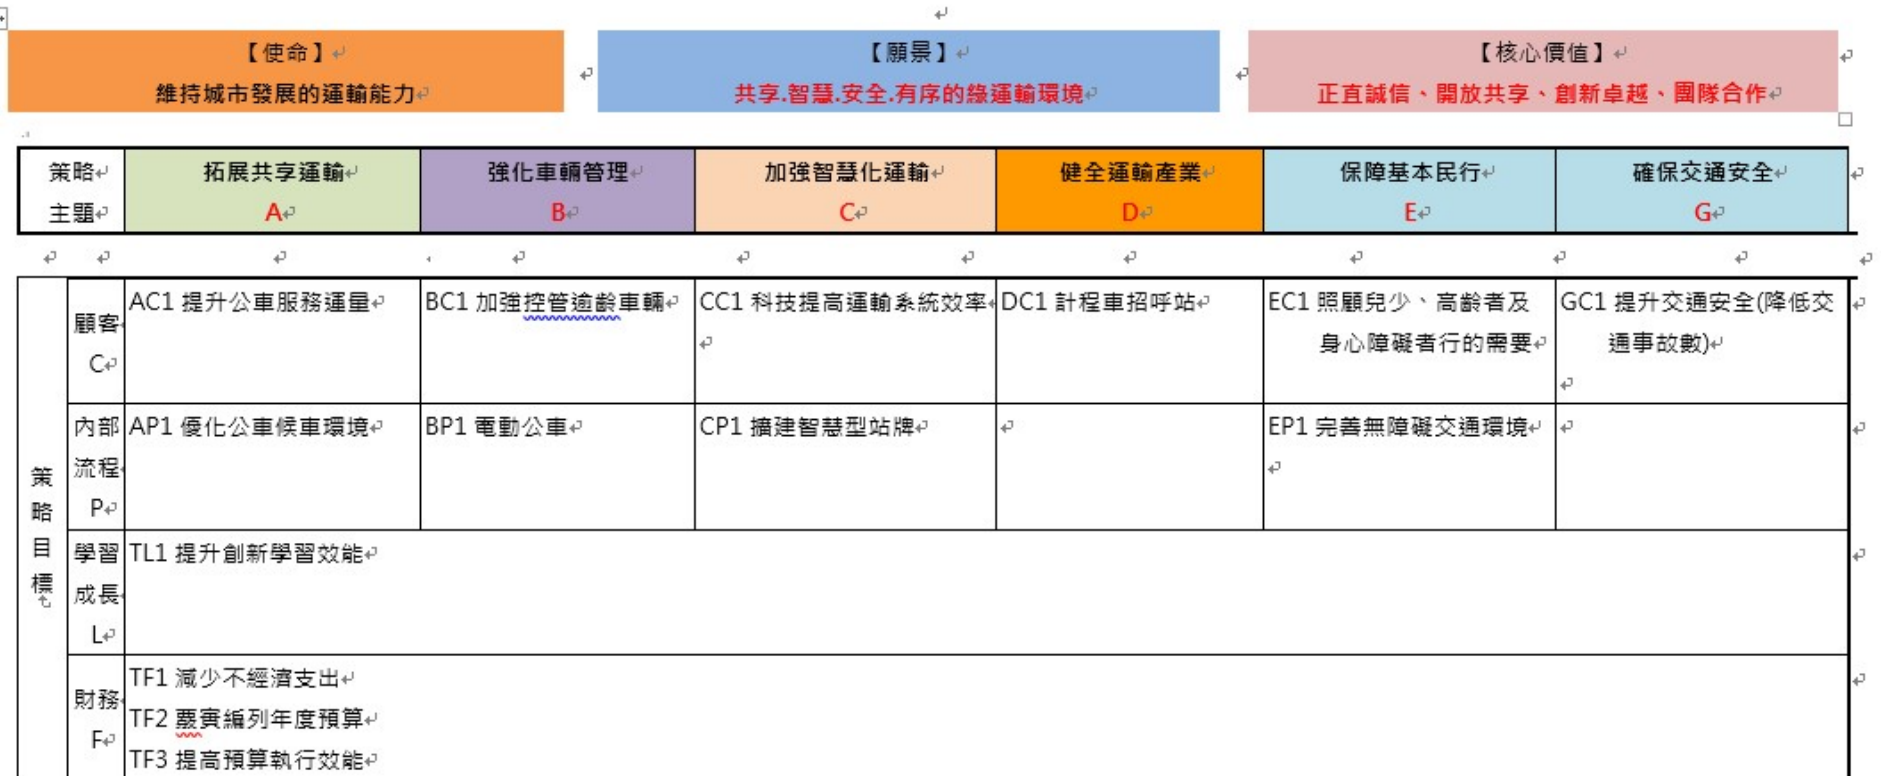 【使命】
維持城市發展的運輸能力
【願景】
共享.智慧.安全.有序的綠運輸環境
【核心價值】
正直誠信、開放共享、創新卓越、團隊合作
策略
主題
拓展共享運輸
A
強化車輛管理
B
加強智慧化運輸
C
健全運輸產業
D
保障基本民行
E
確保交通安全
G
策略目標
顧客
C
AC1 提升公車服務運量
BC1 加強控管逾齡車輛
CC1 科技提高運輸系統效率
DC1 計程車招呼站
EC1 照顧兒少、高齡者及
身心障礙者行的需要
GC1 提升交通安全(降低交
通事故數)
內部
流程
P
AP1 優化公車候車環境
BP1 電動公車
CP1 擴建智慧型站牌
EP1 完善無障礙交通環境
學習
成長
L
TL1 提升創新學習效能
財務
F
TF1 減少不經濟支出
TF2 覈實編列年度預算
TF3 提高預算執行效能